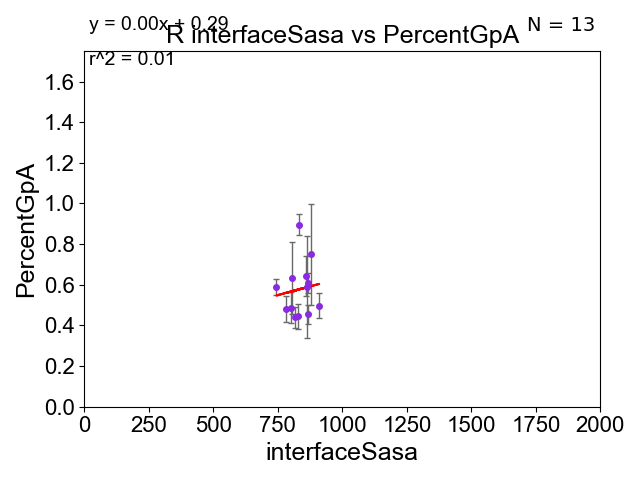 y = 0.00x + 0.29
N = 13
R interfaceSasa vs PercentGpA
r^2 = 0.01
PercentGpA
1.6
1.4
1.2
1.0
0.8
0.6
0.4
0.2
0.0
0 250 500 750 1000 1250 1500 1750 2000
interfaceSasa